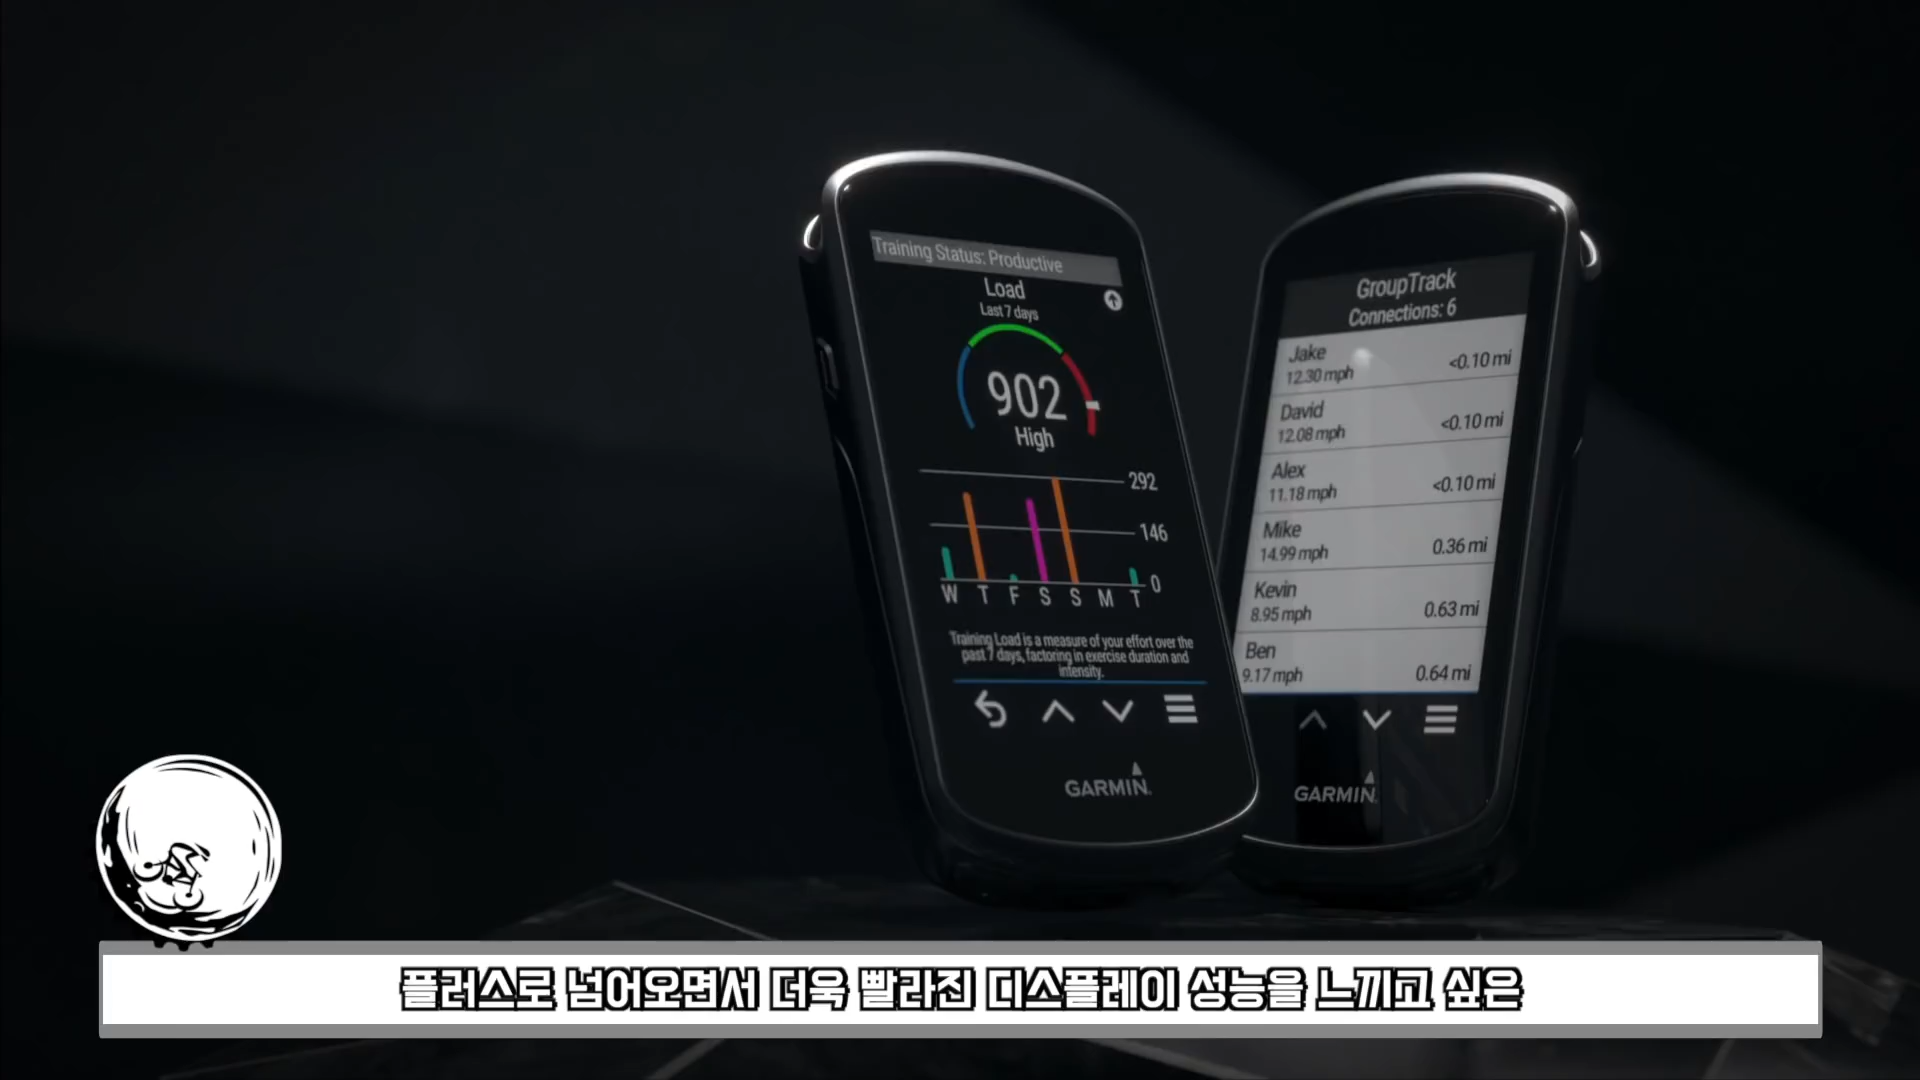 Training Status: Productive
Load
Last 7 days
902
High
292
146
0
W T F S S M T
Training Load is a measure of your effort over the
past 7 days, factoring in exercise duration and
intensity.
GARMIN
GroupTrack
Connections: 6
Jake
12.30 mph
<0.10 mi
David
12.08 mph
<0.10 mi
Alex
11.18 mph
<0.10 mi
Mike
14.99 mph
0.36 mi
Kevin
8.95 mph
0.63 mi
Ben
9.17 mph
0.64 mi
GARMIN
플러스로 넘어오면서 더욱 빨라진 디스플레이 성능을 느끼고 싶은